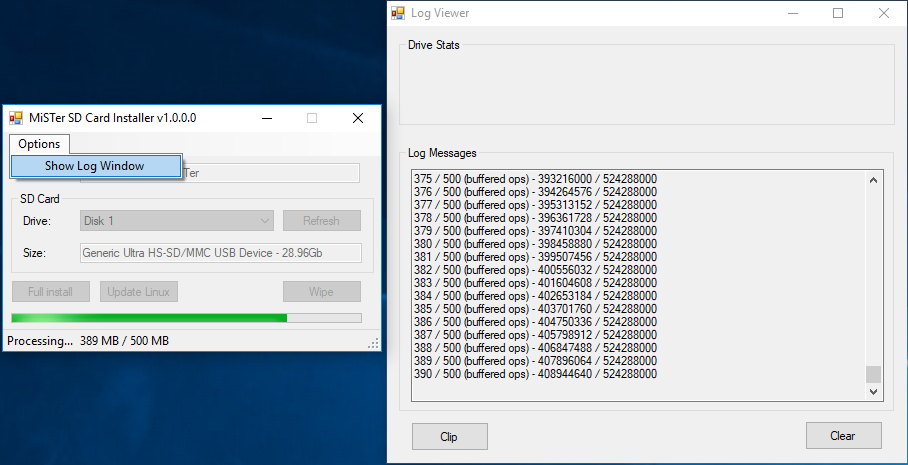 MiSTer SD Card Installer v1.0.0.0
Options
Show Log Window
Ter
SD Card
Drive:
Disk 1
Refresh
Size:
Generic Ultra HS-SD/MMC USB Device - 28.96Gb
Full install
Update Linux
Wipe
Processing... 389 MB / 500 MB
Log Viewer
Drive Stats
Log Messages
375 / 500 (buffered ops) - 393216000 / 524288000
376 / 500 (buffered ops) - 394264576 / 524288000
377 / 500 (buffered ops) - 395313152 / 524288000
378 / 500 (buffered ops) - 396361728 / 524288000
379 / 500 (buffered ops) - 397410304 / 524288000
380 / 500 (buffered ops) - 398458880 / 524288000
381 / 500 (buffered ops) - 399507456 / 524288000
382 / 500 (buffered ops) - 400556032 / 524288000
383 / 500 (buffered ops) - 401604608 / 524288000
384 / 500 (buffered ops) - 402653184 / 524288000
385 / 500 (buffered ops) - 403701760 / 524288000
386 / 500 (buffered ops) - 404750336 / 524288000
387 / 500 (buffered ops) - 405798912 / 524288000
388 / 500 (buffered ops) - 406847488 / 524288000
389 / 500 (buffered ops) - 407896064 / 524288000
390 / 500 (buffered ops) - 408944640 / 524288000
Clip
Clear